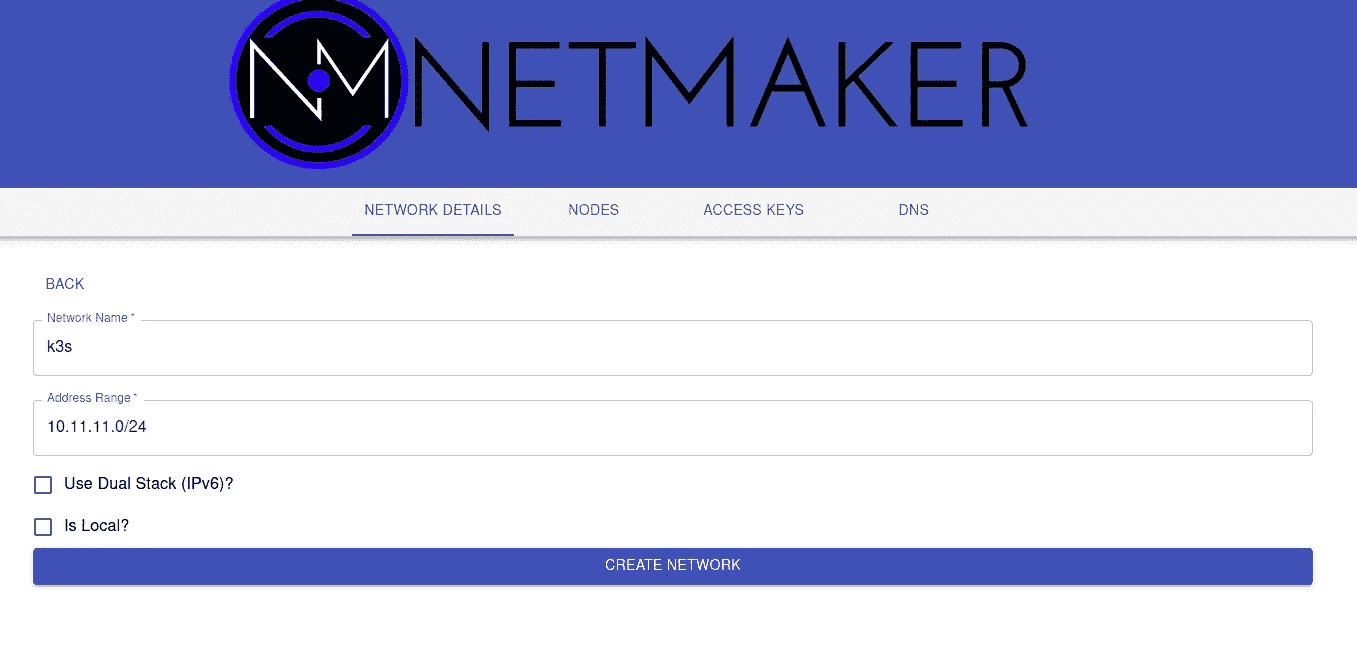 NM NETMAKER
NETWORK DETAILS NODES ACCESS KEYS DNS
BACK
Network Name *
k3s
Address Range *
10.11.11.0/24
Use Dual Stack (IPv6)?
Is Local?
CREATE NETWORK